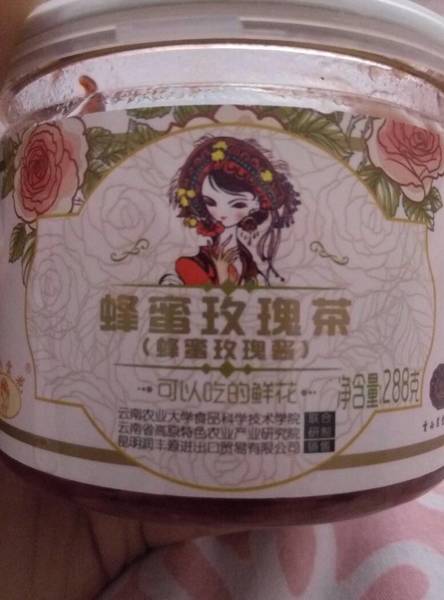 蜂蜜玫瑰茶
(蜂蜜玫瑰酱)
可以吃的鲜花
净含量:288克
云南农业大学食品科学技术学院
云南省高原特色农业产业研究院
昆明润丰源进出口贸易有限公司